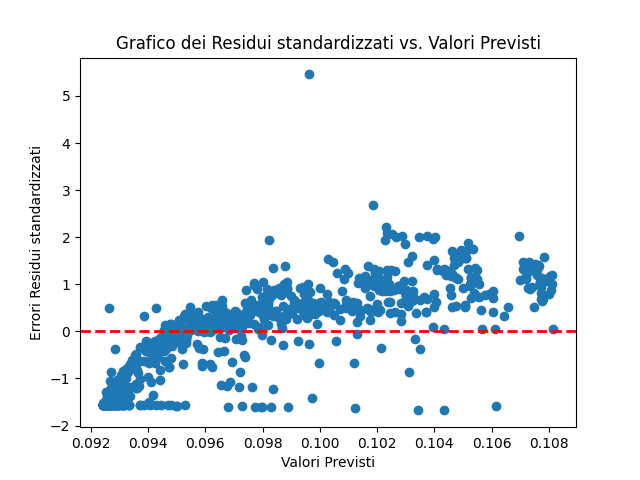 Grafico dei Residui standardizzati vs. Valori Previsti
Errori Residui standardizzati
5
4
3
2
1
0
−1
−2
0.092 0.094 0.096 0.098 0.100 0.102 0.104 0.106 0.108
Valori Previsti